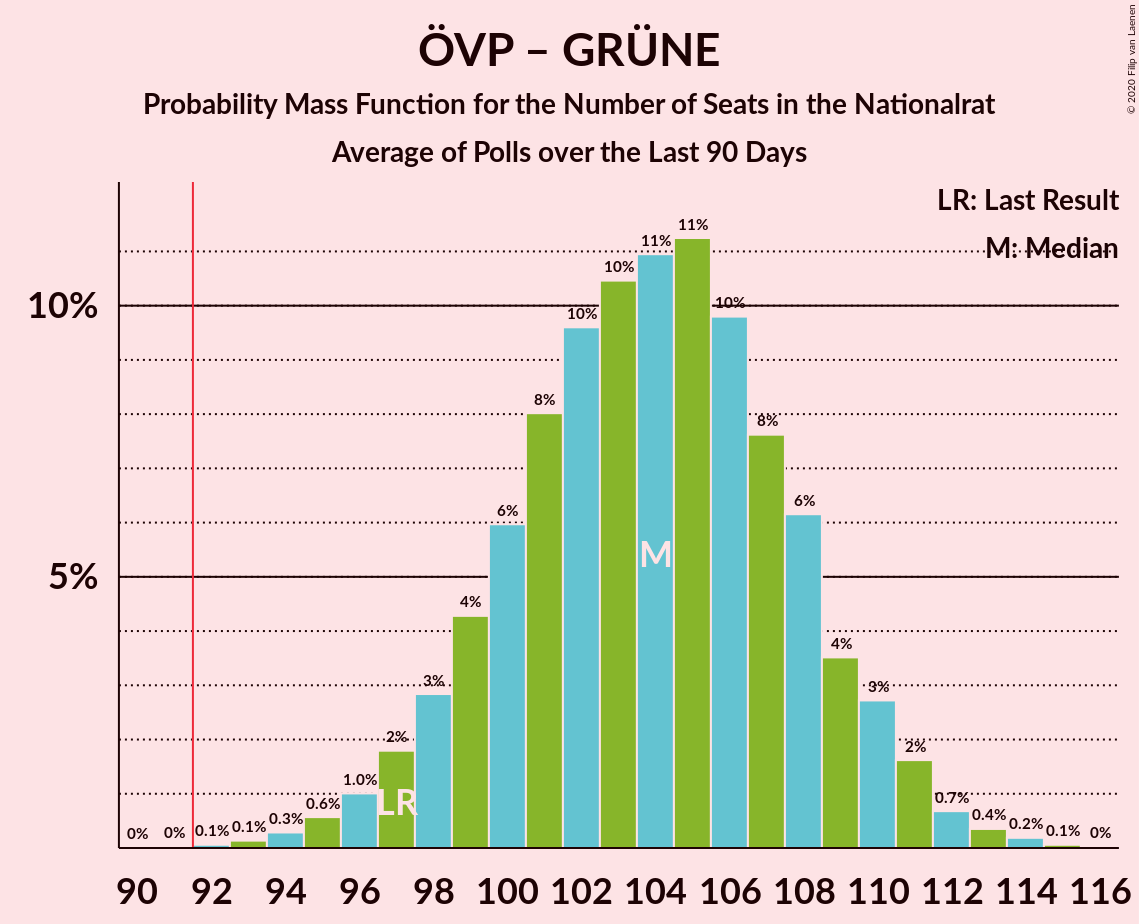 ÖVP – GRÜNE
Probability Mass Function for the Number of Seats in the Nationalrat
Average of Polls over the Last 90 Days
© 2020 Filip van Laenen
LR: Last Result
M: Median
10%
5%
0% 0% 0.1% 0.1% 0.3% 0.6% 1.0% 2% 3% 4% 6% 8% 10% 10% 11% 11% 10% 8% 6% 4% 3% 2% 0.7% 0.4% 0.2% 0.1% 0%
M
LR
90 92 94 96 98 100 102 104 106 108 110 112 114 116